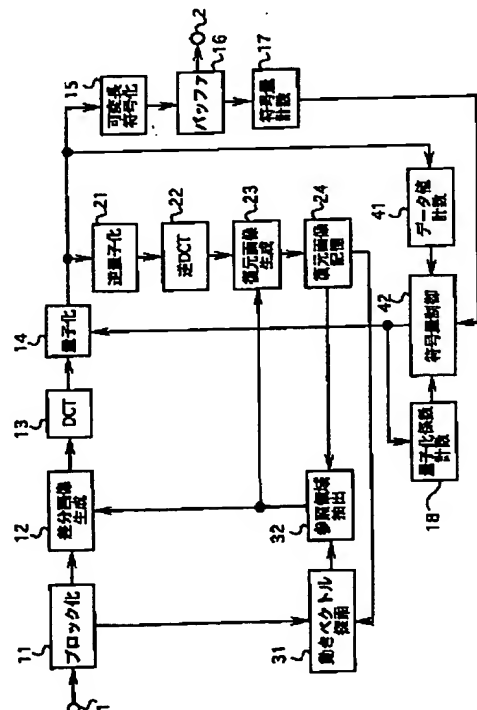 1
11
ブロック化
12
差分画像
生成
13
DCT
14
量子化
15
可変長
符号化
バッファ
2
16
17
符号量
計数
21
逆量子化
22
逆DCT
23
復元画像
生成
24
復元画像
記憶
31
動きベクトル
探索
32
参照領域
抽出
41
データ値
計数
42
符号量制御
量子化係数
計数
18